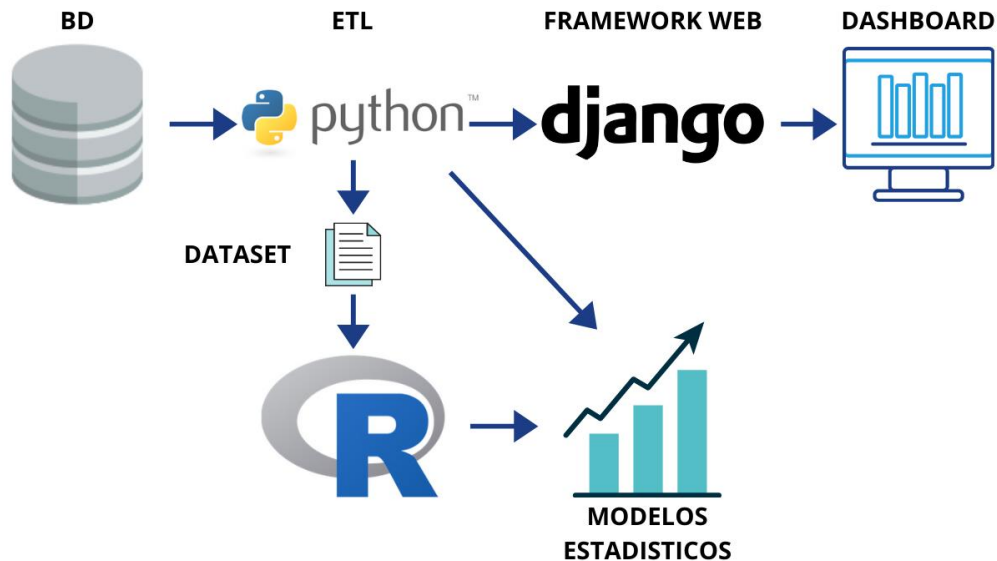 BD
ETL
FRAMEWORK WEB
DASHBOARD
python™
django
DATASET
R
MODELOS
ESTADISTICOS